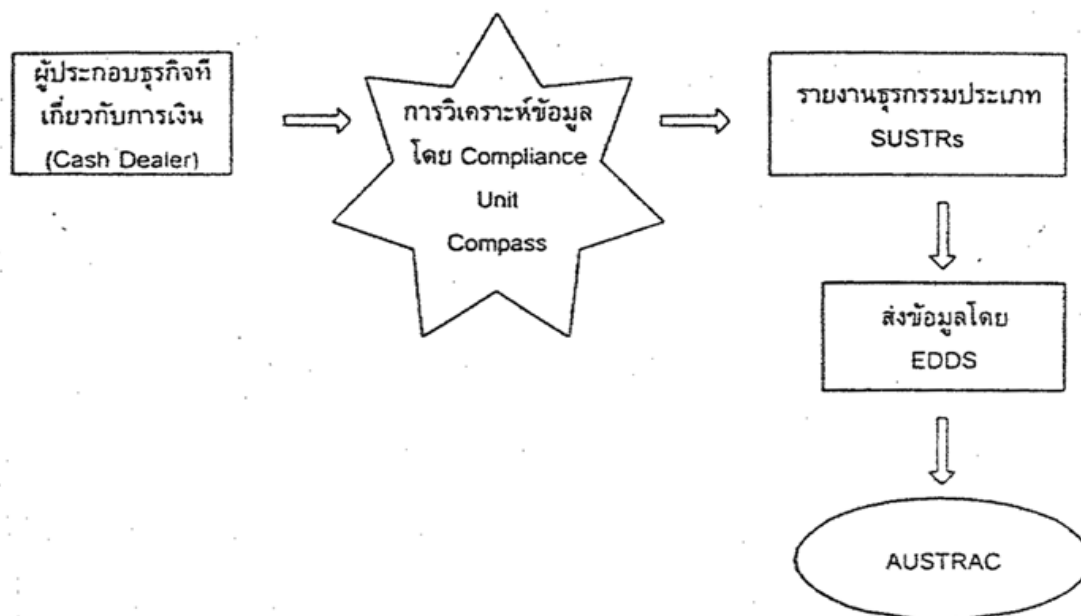 ผู้ประกอบธุรกิจที
เกี่ยวกับการเงิน
(Cash Dealer)
การวิเคราะห์ข้อมูล
โดย Compliance
Unit
Compass
รายงานธุรกรรมประเภท
SUSTRs
ส่งข้อมูลโดย
EDDS
AUSTRAC